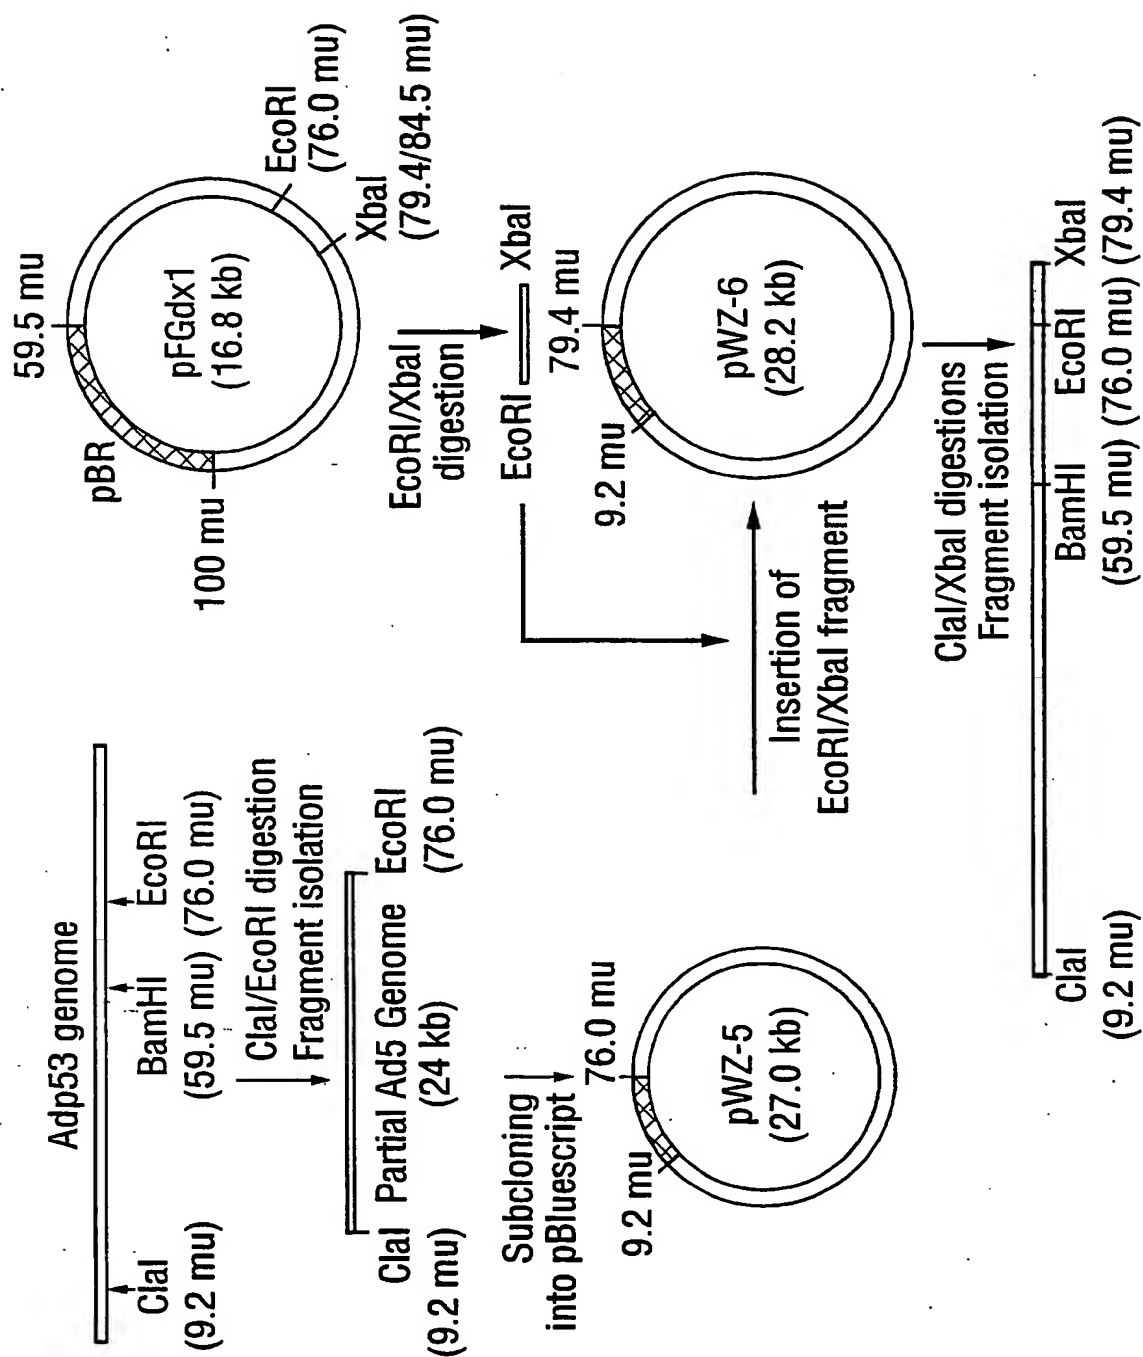 Adp53 genome
ClaI
(9.2 mu)
BamHI
(59.5 mu)
EcoRI
(76.0 mu)
ClaI/EcoRI digestion
Fragment isolation
ClaI
(9.2 mu)
Partial Ad5 Genome
(24 kb)
EcoRI
(76.0 mu)
Subcloning
into pBluescript
76.0 mu
9.2 mu
pWZ-5
(27.0 kb)
59.5 mu
pBR
100 mu
pFGdx1
(16.8 kb)
EcoRI
(76.0 mu)
XbaI
(79.4/84.5 mu)
EcoRI/XbaI
digestion
EcoRI
XbaI
Insertion of
EcoRI/XbaI fragment
79.4 mu
9.2 mu
pWZ-6
(28.2 kb)
ClaI/XbaI digestions
Fragment isolation
ClaI
(9.2 mu)
BamHI
(59.5 mu)
EcoRI
(76.0 mu)
XbaI
(79.4 mu)